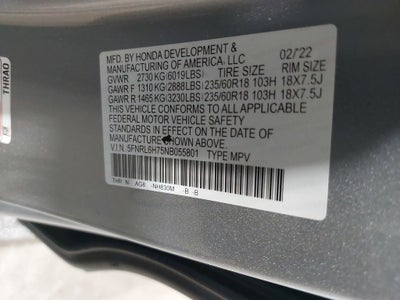 MFD. BY HONDA DEVELOPMENT & 02/'22
MANUFACTURING OF AMERICA, LLC
GVWR 2730 KG (6019LBS) TIRE SIZE RIM SIZE
GAWR F 1310 KG (2888LBS) 235/60R18 103H 18X7.5J
GAWR R 1465 KG (3230LBS) 235/60R18 103H 18X7.5J
THIS VEHICLE CONFORMS TO ALL APPLICABLE
FEDERAL MOTOR VEHICLE SAFETY
STANDARDS IN EFFECT ON THE DATE OF
MANUFACTURE SHOWN ABOVE.
V.I.N. 5FNRL6H75NB055801 TYPE:MPV
THR N AG8 -NH830M -B -B
THRAO